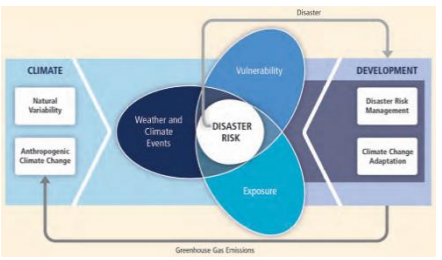 Disaster
CLIMATE
Natural
Variability
Anthropogenic
Climate Change
Vulnerability
Weather and
Climate
Events
DISASTER
RISK
Exposure
DEVELOPMENT
Disaster Risk
Management
Climate Change
Adaptation
Greenhouse Gas Emissions